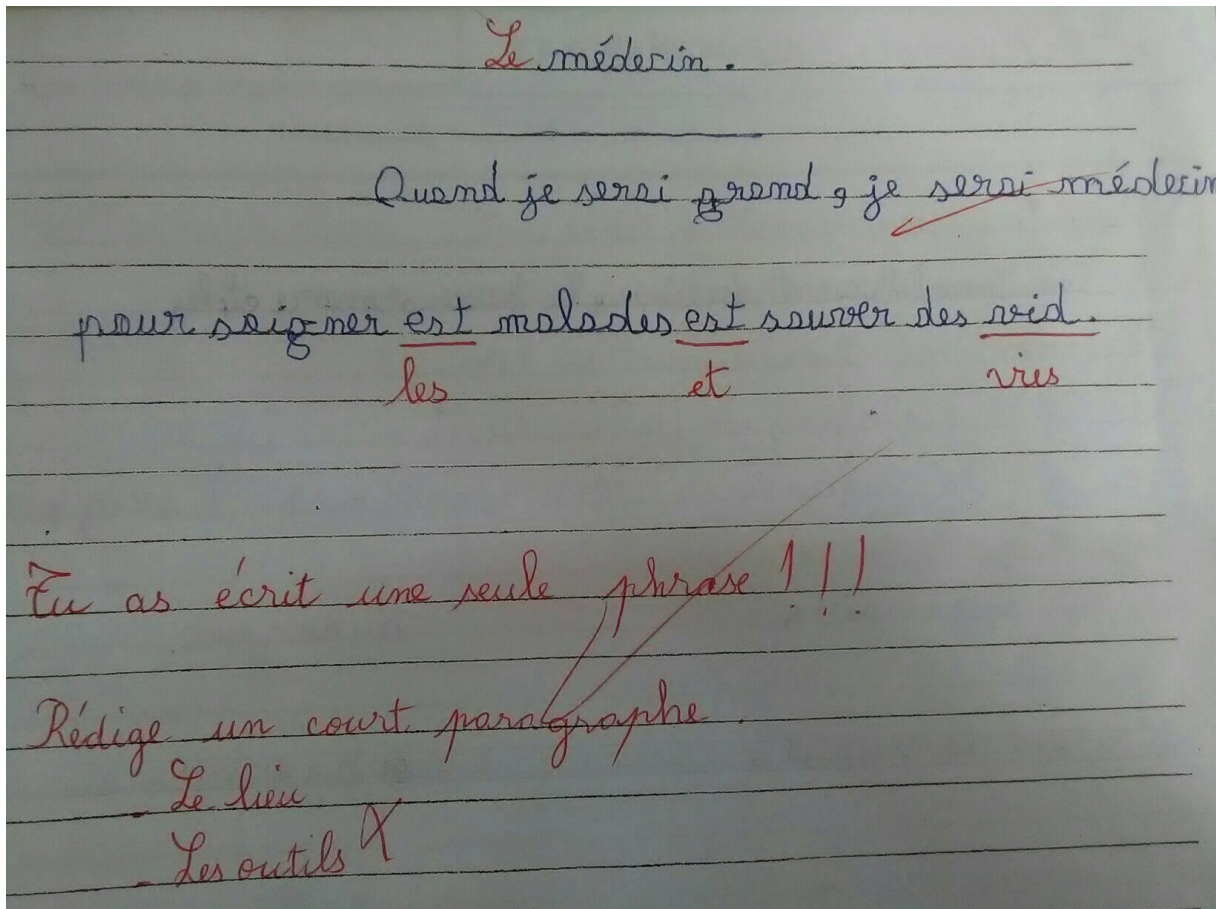 Le médecin.
Quand je serai grand, je serai médecin
pour soigner est malades est sauver des vid.
les et vies
Tu as écrit une seule phrase !!!
Rédige un court paragraphe.
- Le lieu
- Les outils